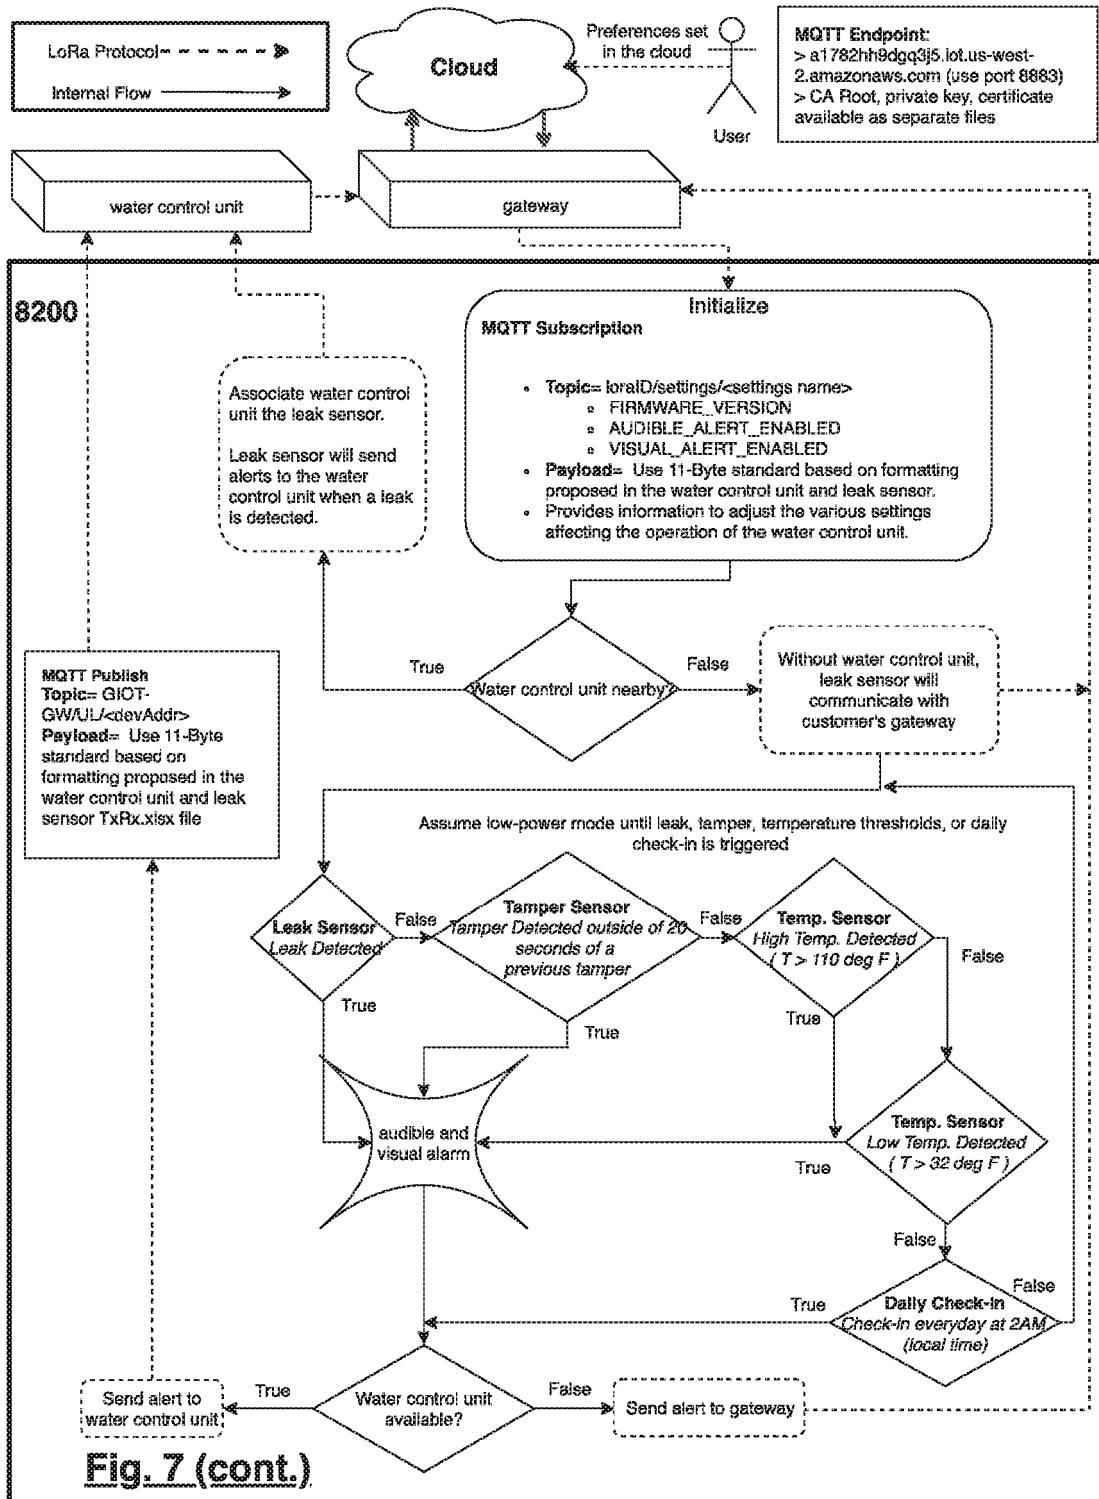 LoRa Protocol
Internal Flow
Cloud
Preferences set
in the cloud
User
MQTT Endpoint:
> a1782hh9dgq3j5.iot.us-west-
2.amazonaws.com (use port 8883)
> CA Root, private key, certificate
available as separate files
water control unit
gateway
8200
Initialize
MQTT Subscription
• Topic= loraID/settings/<settings name>
• FIRMWARE_VERSION
• AUDIBLE_ALERT_ENABLED
• VISUAL_ALERT_ENABLED
• Payload= Use 11-Byte standard based on formatting
proposed in the water control unit and leak sensor.
• Provides information to adjust the various settings
affecting the operation of the water control unit.
Associate water control
unit the leak sensor.
Leak sensor will send
alerts to the water
control unit when a leak
is detected.
True
Water control unit nearby?
False
Without water control unit,
leak sensor will
communicate with
customer's gateway
MQTT Publish
Topic= GIOT-
GW/UL/<devAddr>
Payload= Use 11-Byte
standard based on
formatting proposed in the
water control unit and leak
sensor TxRx.xlsx file
Assume low-power mode until leak, tamper, temperature thresholds, or daily
check-in is triggered
Leak Sensor
Leak Detected
False
Tamper Sensor
Tamper Detected outside of 20
seconds of a
previous tamper
False
Temp. Sensor
High Temp. Detected
( T > 110 deg F )
False
True
True
True
audible and
visual alarm
Temp. Sensor
Low Temp. Detected
( T > 32 deg F )
True
False
Daily Check-in
Check-in everyday at 2AM
(local time)
True
False
Water control unit
available?
True
False
Send alert to
water control unit
Send alert to gateway
Fig. 7 (cont.)